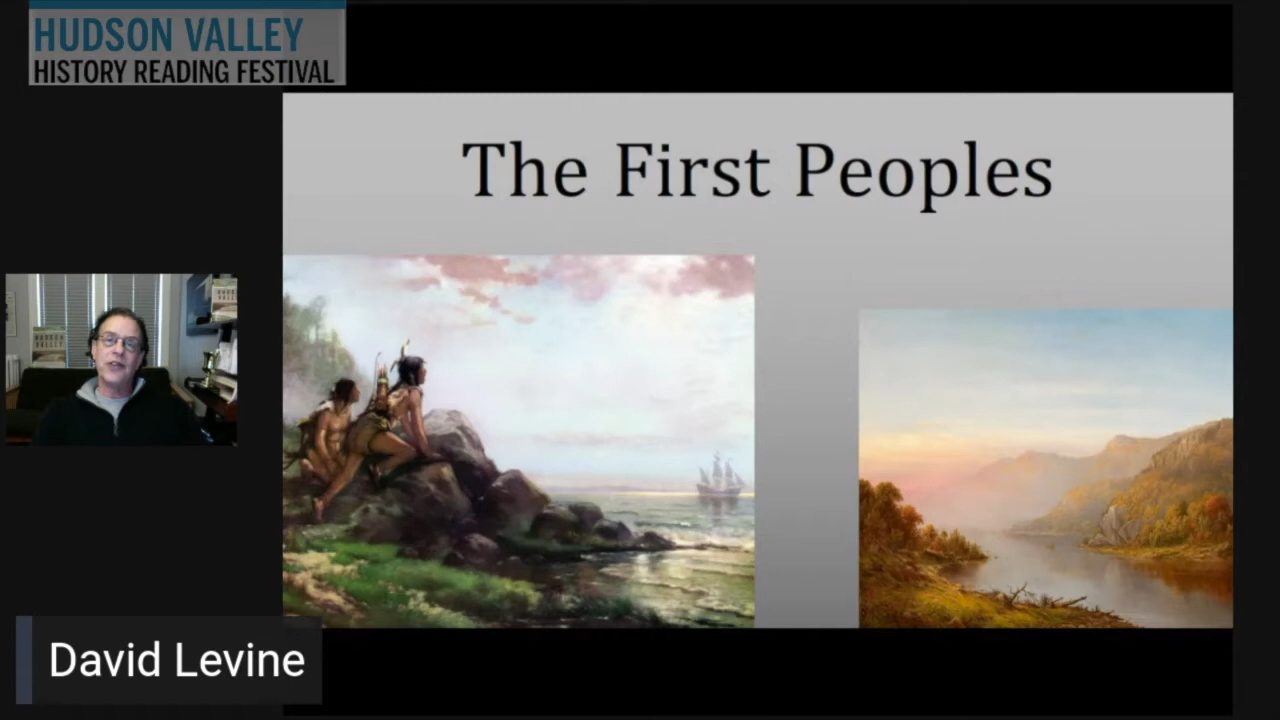 HUDSON VALLEY
HISTORY READING FESTIVAL
The First Peoples
David Levine